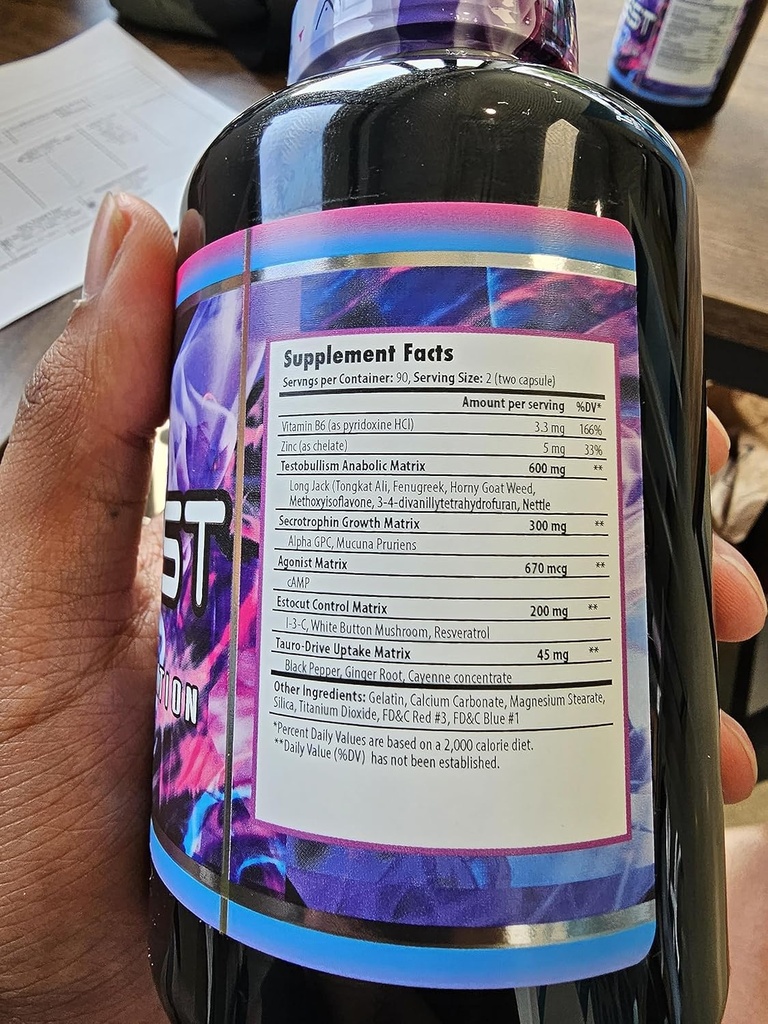 ST
TION
Supplement Facts
Servngs per Container: 90, Serving Size: 2 (two capsule)
Amount per serving %DV*
Vitamin B6 (as pyridoxine HCl) 3.3 mg 166%
Zinc (as chelate) 5 mg 33%
Testobullism Anabolic Matrix 600 mg **
Long Jack (Tongkat Ali, Fenugreek, Horny Goat Weed,
Methoxyisoflavone, 3-4-divanillytetrahydrofuran, Nettle
Secrotrophin Growth Matrix 300 mg **
Alpha GPC, Mucuna Pruriens
Agonist Matrix 670 mcg **
cAMP
Estocut Control Matrix 200 mg **
I-3-C, White Button Mushroom, Resveratrol
Tauro-Drive Uptake Matrix 45 mg **
Black Pepper, Ginger Root, Cayenne concentrate
Other Ingredients: Gelatin, Calcium Carbonate, Magnesium Stearate,
Silica, Titanium Dioxide, FD&C Red #3, FD&C Blue #1
*Percent Daily Values are based on a 2,000 calorie diet.
**Daily Value (%DV) has not been established.
ST